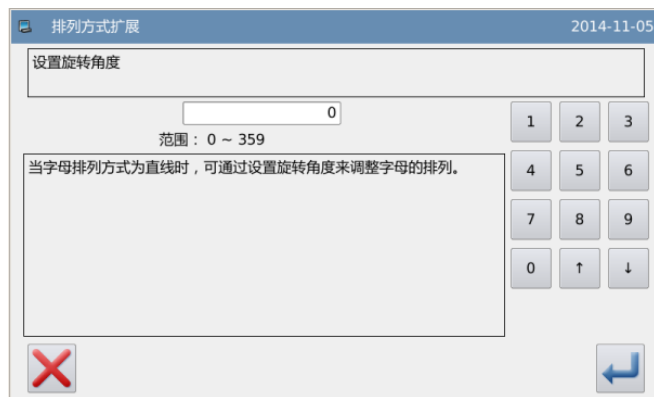 排列方式扩展 2014-11-05
设置旋转角度
0
范围： 0 ~ 359
当字母排列方式为直线时，可通过设置旋转角度来调整字母的排列。
1 2 3
4 5 6
7 8 9
0 ↑ ↓